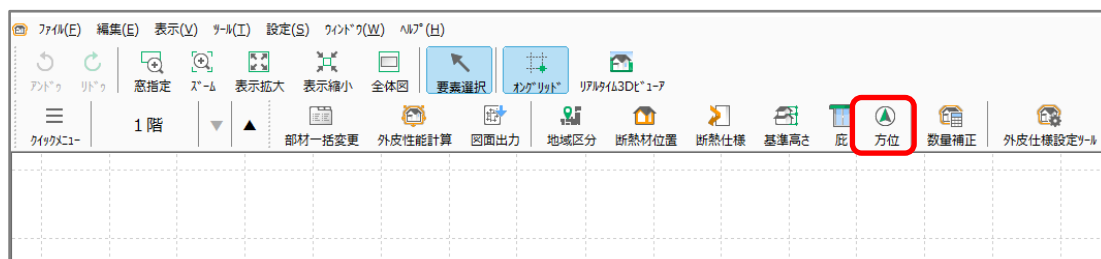 ﾌｧｲﾙ(F) 編集(E) 表示(V) ﾂｰﾙ(T) 設定(S) ｳｨﾝﾄﾞｳ(W) ﾍﾙﾌﾟ(H)
ｱﾝﾄﾞｩ ﾘﾄﾞｩ 窓指定 ｽﾞｰﾑ 表示拡大 表示縮小 全体図 要素選択 ｵﾝｸﾞﾘｯﾄﾞ ﾘｱﾙﾀｲﾑ3Dﾋﾞｭｰｱ
ｸｲｯｸﾒﾆｭｰ 1階 ▼ ▲ 部材一括変更 外皮性能計算 図面出力 地域区分 断熱材位置 断熱仕様 基準高さ 庇 方位 数量補正 外皮仕様設定ﾂｰﾙ